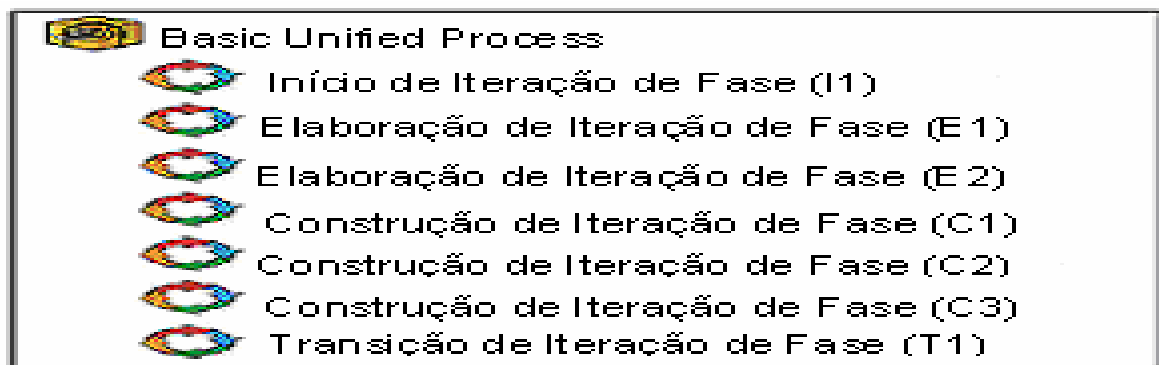 Basic Unified Process
Início de Iteração de Fase (I1)
Elaboração de Iteração de Fase (E1)
Elaboração de Iteração de Fase (E2)
Construção de Iteração de Fase (C1)
Construção de Iteração de Fase (C2)
Construção de Iteração de Fase (C3)
Transição de Iteração de Fase (T1)